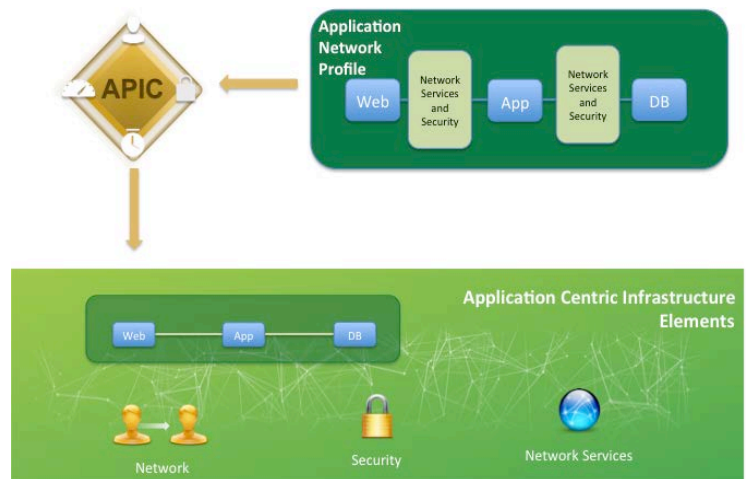 Application
Network
Profile
APIC
Web
Network
Services
and
Security
App
Network
Services
and
Security
DB
Application Centric Infrastructure
Elements
Web
App
DB
Network
Security
Network Services